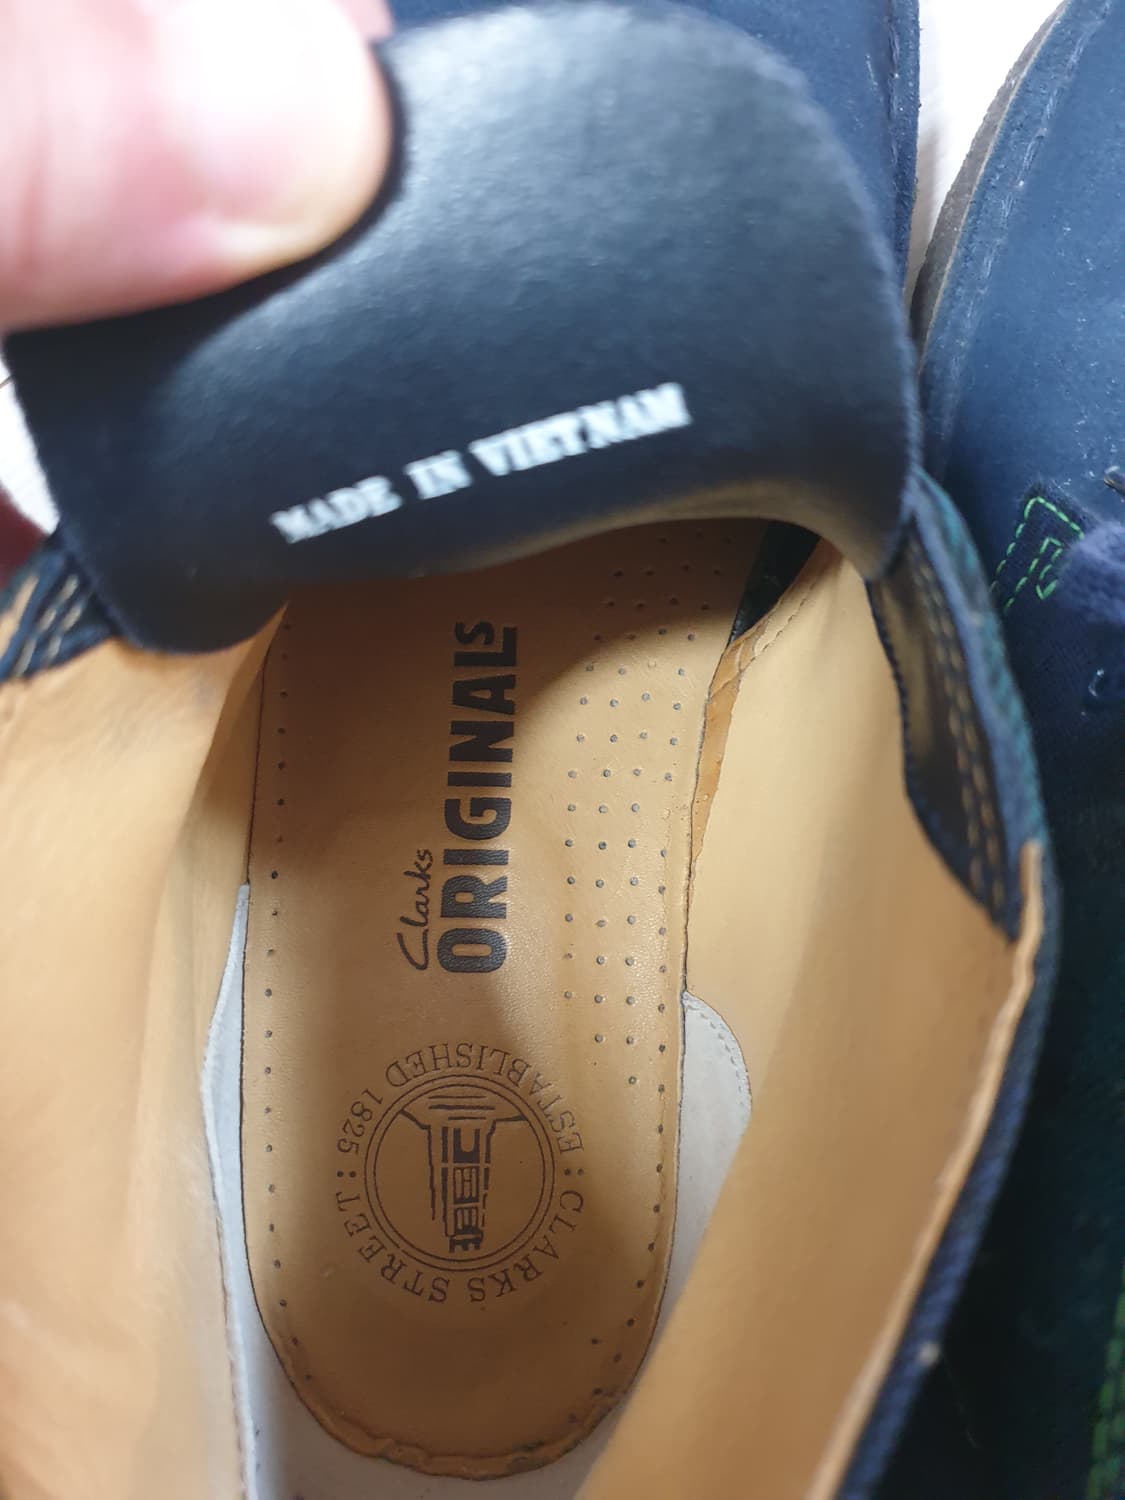 MADE IN VIETNAM
Clarks
ORIGINALS
CLARKS STREET : ESTABLISHED 1825 :